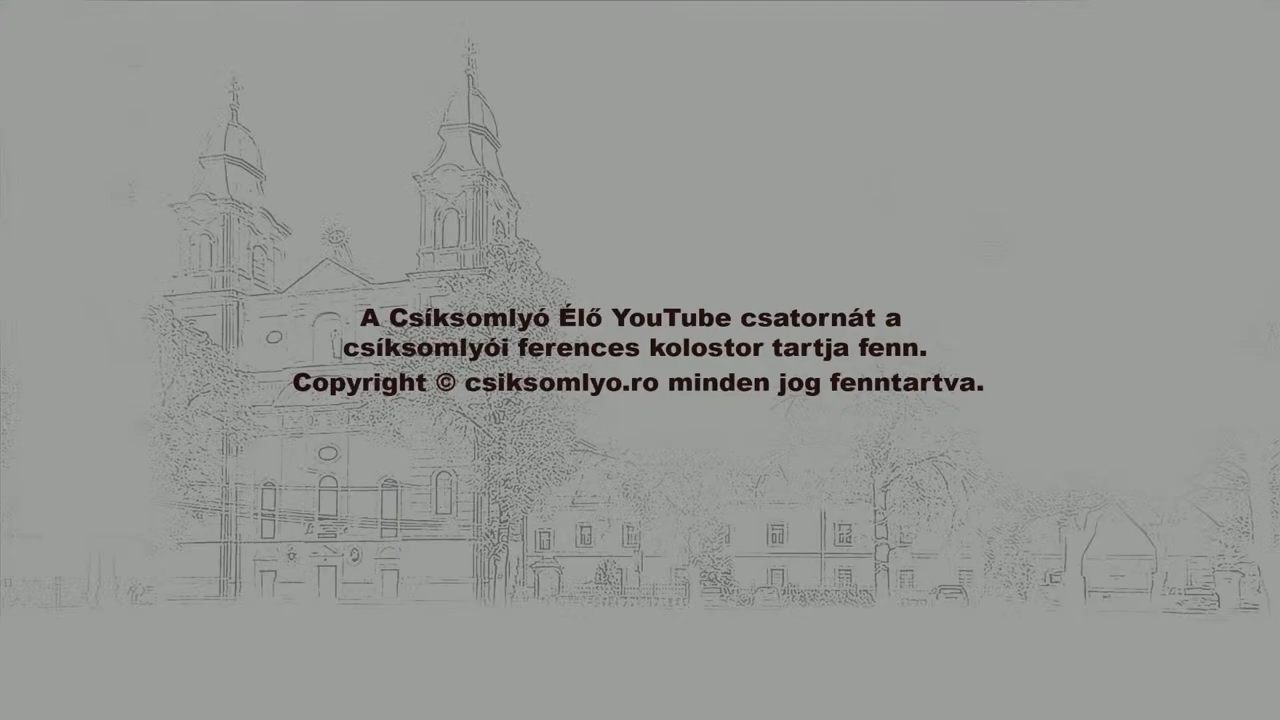 A Csíksomlyó Élő YouTube csatornát a
csíksomlyói ferences kolostor tartja fenn.
Copyright © csiksomlyo.ro minden jog fenntartva.